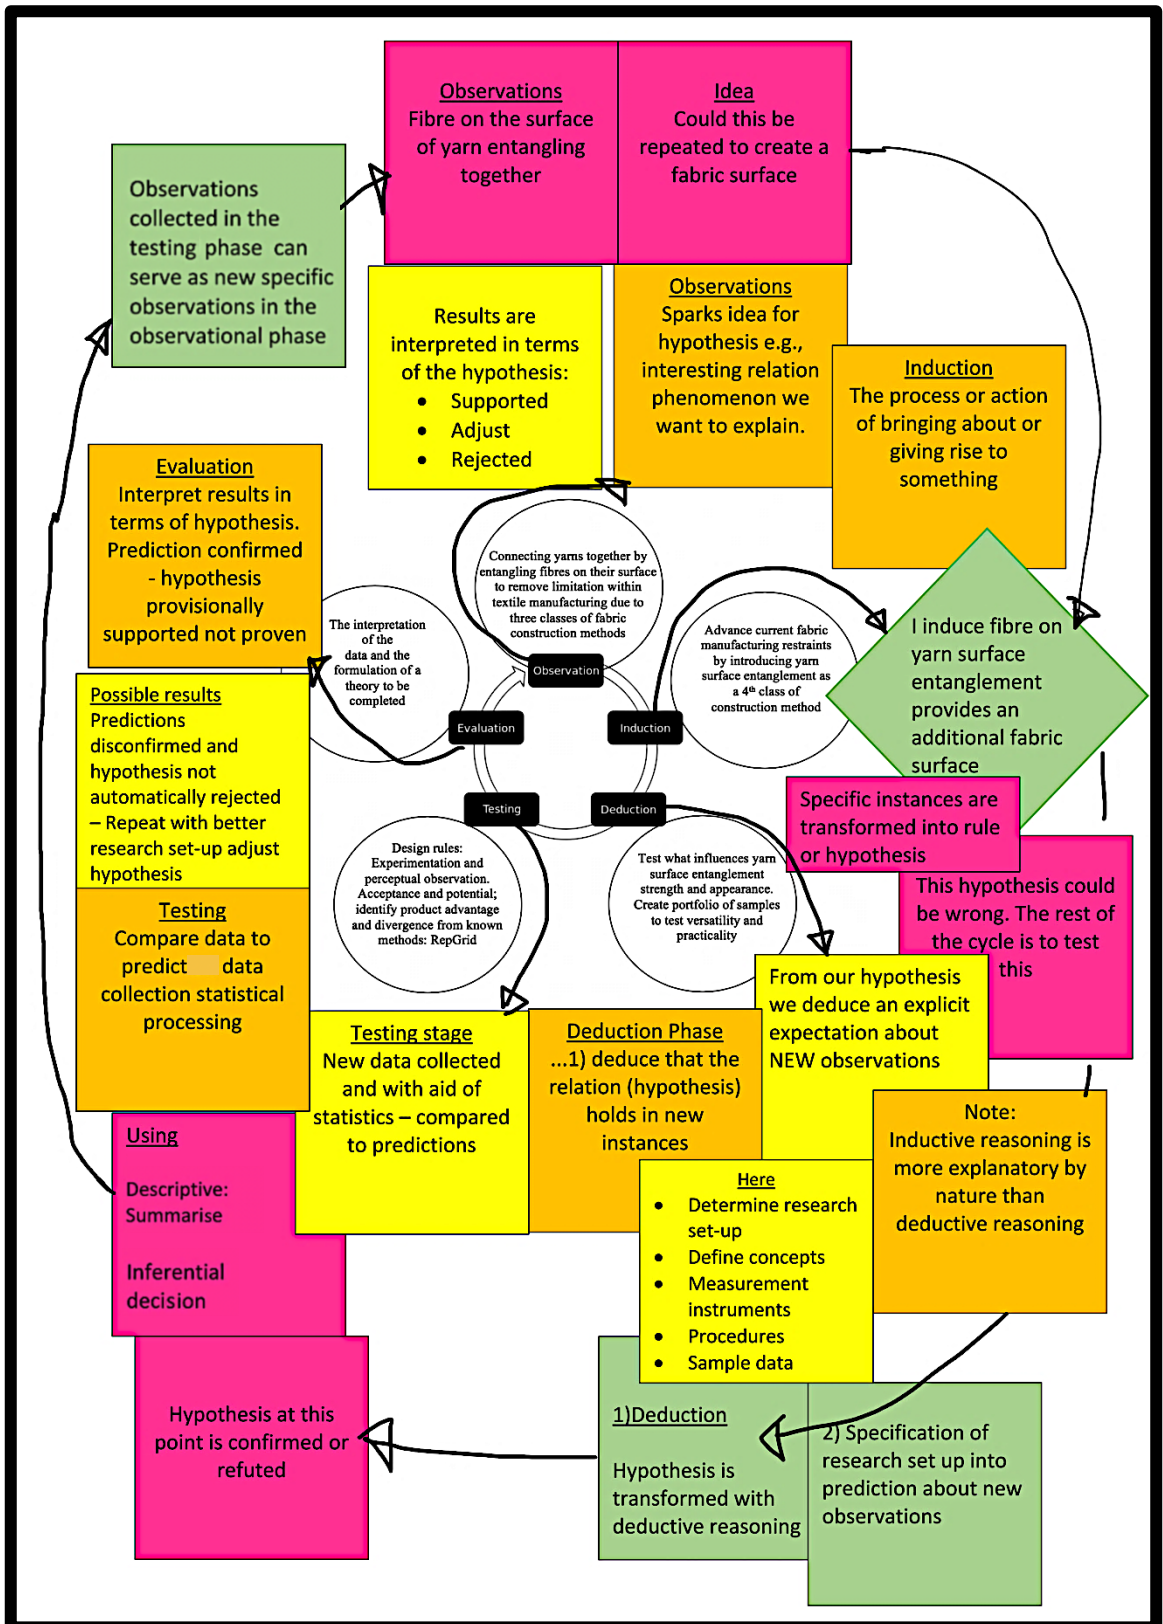 Observations
Fibre on the surface
of yarn entangling
together
Idea
Could this be
repeated to create a
fabric surface
Observations
collected in the
testing phase can
serve as new specific
observations in the
observational phase
Results are
interpreted in terms
of the hypothesis:
• Supported
• Adjust
• Rejected
Observations
Sparks idea for
hypothesis e.g.,
interesting relation
phenomenon we
want to explain.
Induction
The process or action
of bringing about or
giving rise to
something
Evaluation
Interpret results in
terms of hypothesis.
Prediction confirmed
- hypothesis
provisionally
supported not proven
Connecting yarns together by
entangling fibres on their surface
to remove limitation within
textile manufacturing due to
three classes of fabric
construction methods
The interpretation
of the
data and the
formulation of a
theory to be
completed
Advance current fabric
manufacturing restraints
by introducing yarn
surface entanglement as
a 4th class of
construction method
I induce fibre on
yarn surface
entanglement
provides an
additional fabric
surface
Observation
Evaluation
Induction
Testing
Deduction
Possible results
Predictions
disconfirmed and
hypothesis not
automatically rejected
– Repeat with better
research set-up adjust
hypothesis
Design rules:
Experimentation and
perceptual observation.
Acceptance and potential;
identify product advantage
and divergence from known
methods: RepGrid
Test what influences yarn
surface entanglement
strength and appearance.
Create portfolio of samples
to test versatility and
practicality
Specific instances are
transformed into rule
or hypothesis
This hypothesis could
be wrong. The rest of
the cycle is to test
this
Testing
Compare data to
predict data
collection statistical
processing
From our hypothesis
we deduce an explicit
expectation about
NEW observations
Testing stage
New data collected
and with aid of
statistics – compared
to predictions
Deduction Phase
...1) deduce that the
relation (hypothesis)
holds in new
instances
Note:
Inductive reasoning is
more explanatory by
nature than
deductive reasoning
Using
Descriptive:
Summarise
Inferential
decision
Here
• Determine research
set-up
• Define concepts
• Measurement
instruments
• Procedures
• Sample data
Hypothesis at this
point is confirmed or
refuted
1)Deduction
Hypothesis is
transformed with
deductive reasoning
2) Specification of
research set up into
prediction about new
observations